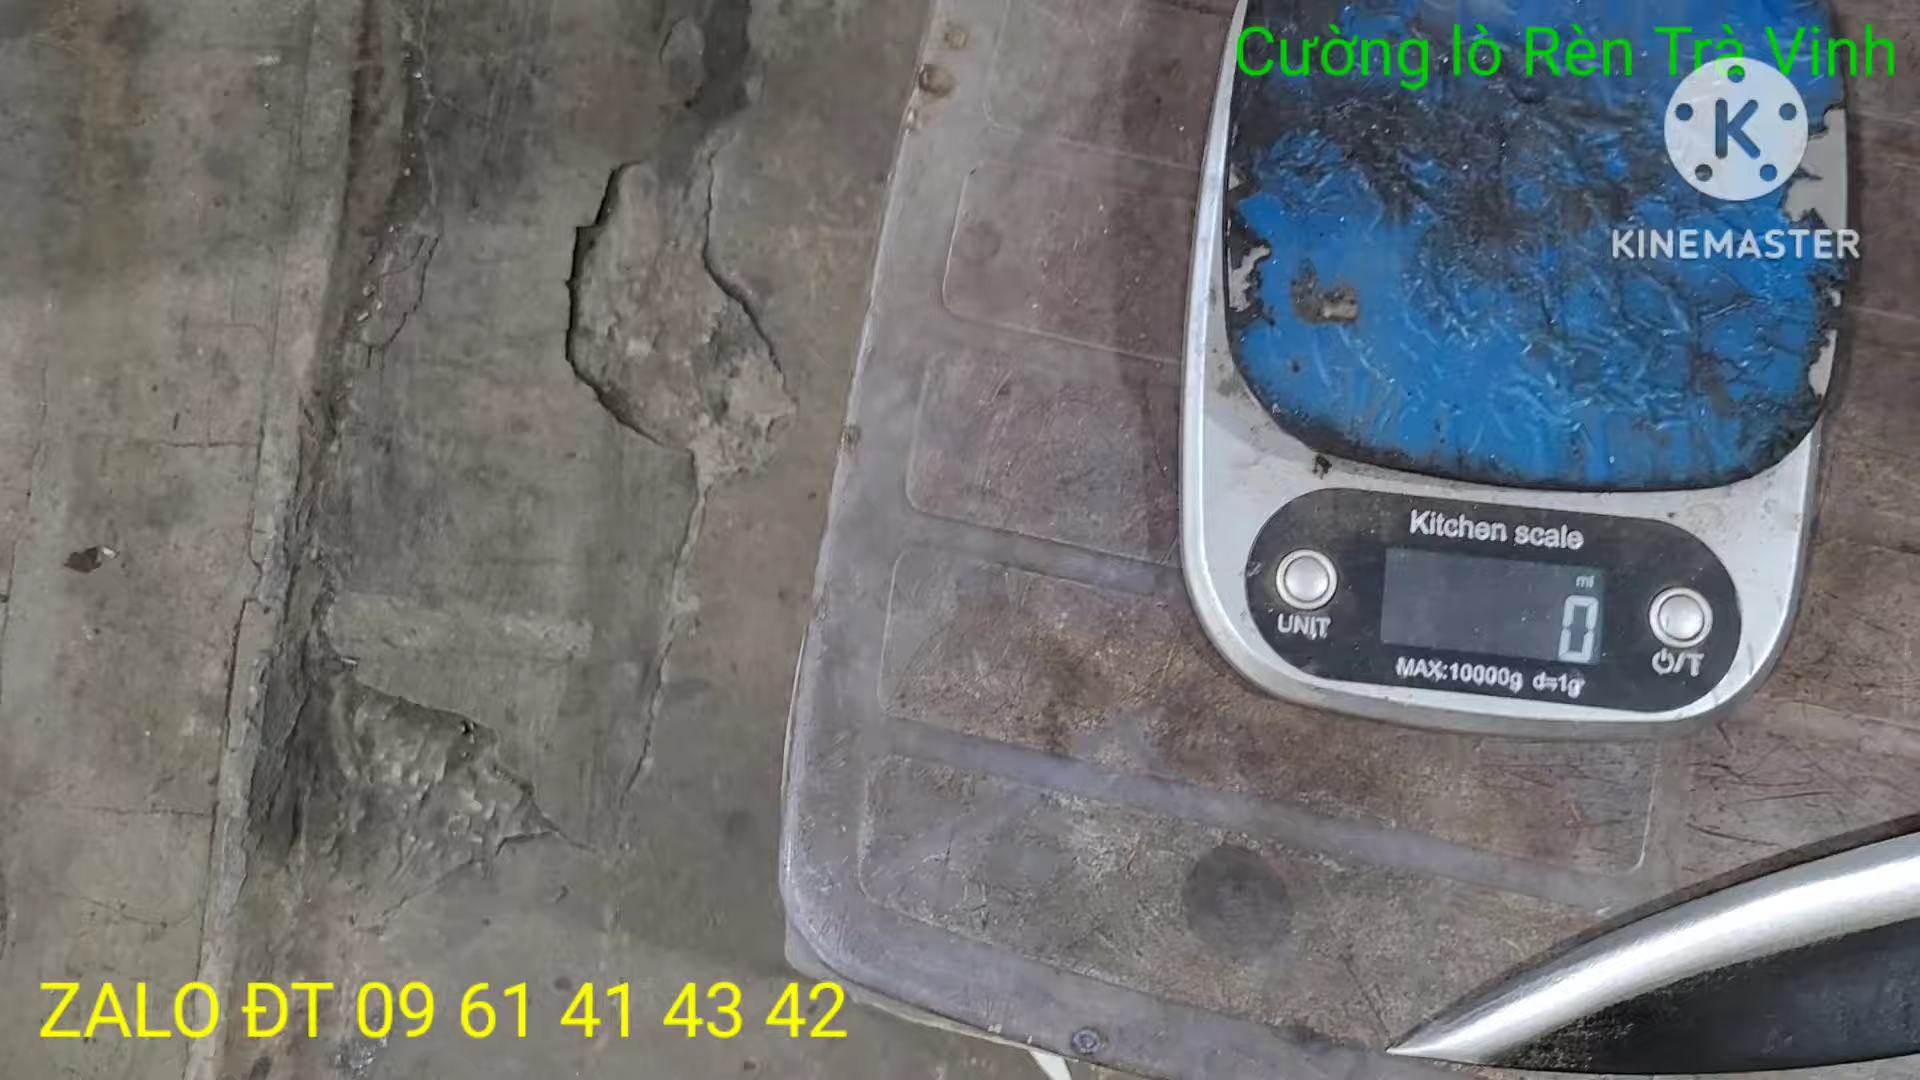 Cường lò Rèn Trà Vinh
K
KINEMASTER
Kitchen scale
ml
0
UNIT
⏻/T
MAX:10000g d=1g
ZALO ĐT 09 61 41 43 42